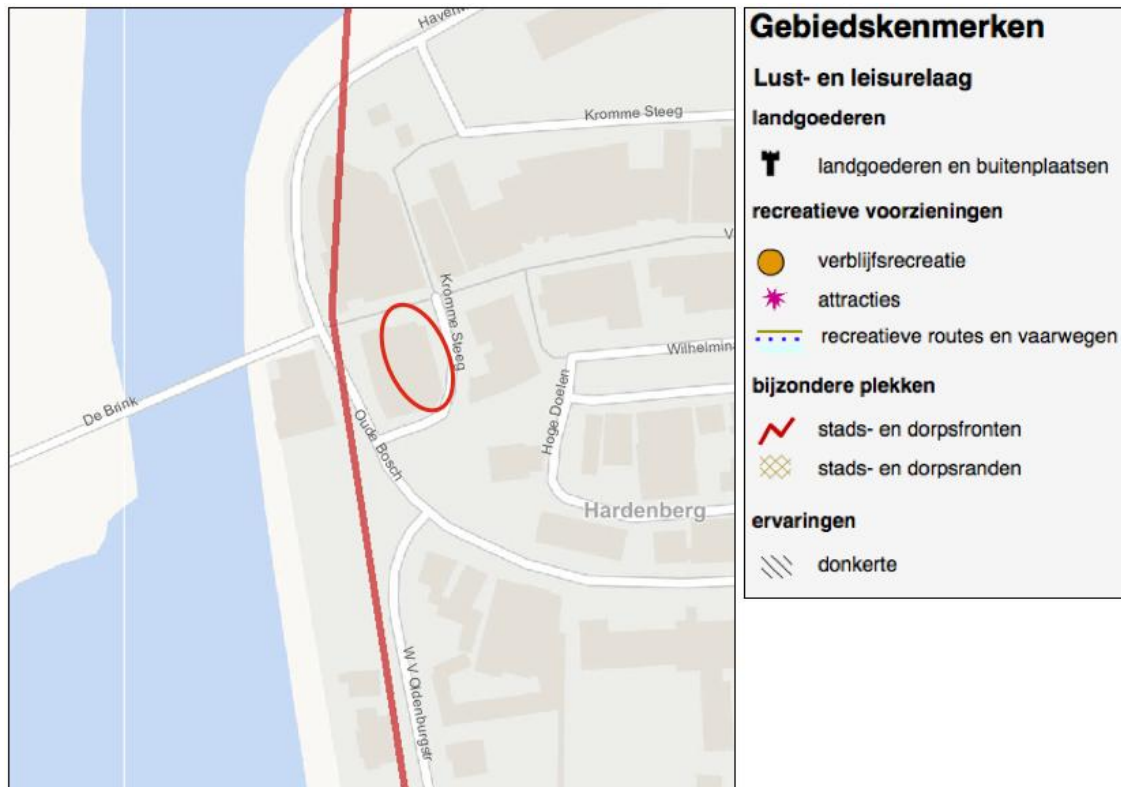 Havenw
Kromme Steeg
V
Kromme Steeg
Wilhelmina
De Brink
Oude Bosch
Hoge Doelen
Hardenberg
W V Oldenburgstr
Gebiedskenmerken
Lust- en leisurelaag
landgoederen
landgoederen en buitenplaatsen
recreatieve voorzieningen
verblijfsrecreatie
attracties
recreatieve routes en vaarwegen
bijzondere plekken
stads- en dorpsfronten
stads- en dorpsranden
ervaringen
donkerte